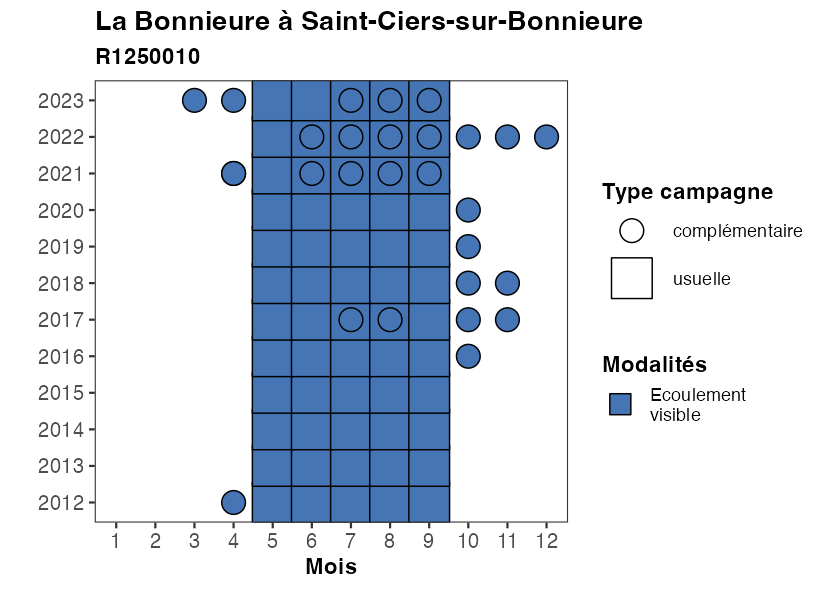 La Bonnieure à Saint-Ciers-sur-Bonnieure
R1250010
2023
2022
2021
2020
2019
2018
2017
2016
2015
2014
2013
2012
1 2 3 4 5 6 7 8 9 10 11 12
Mois
Type campagne
complémentaire
usuelle
Modalités
Ecoulement
visible